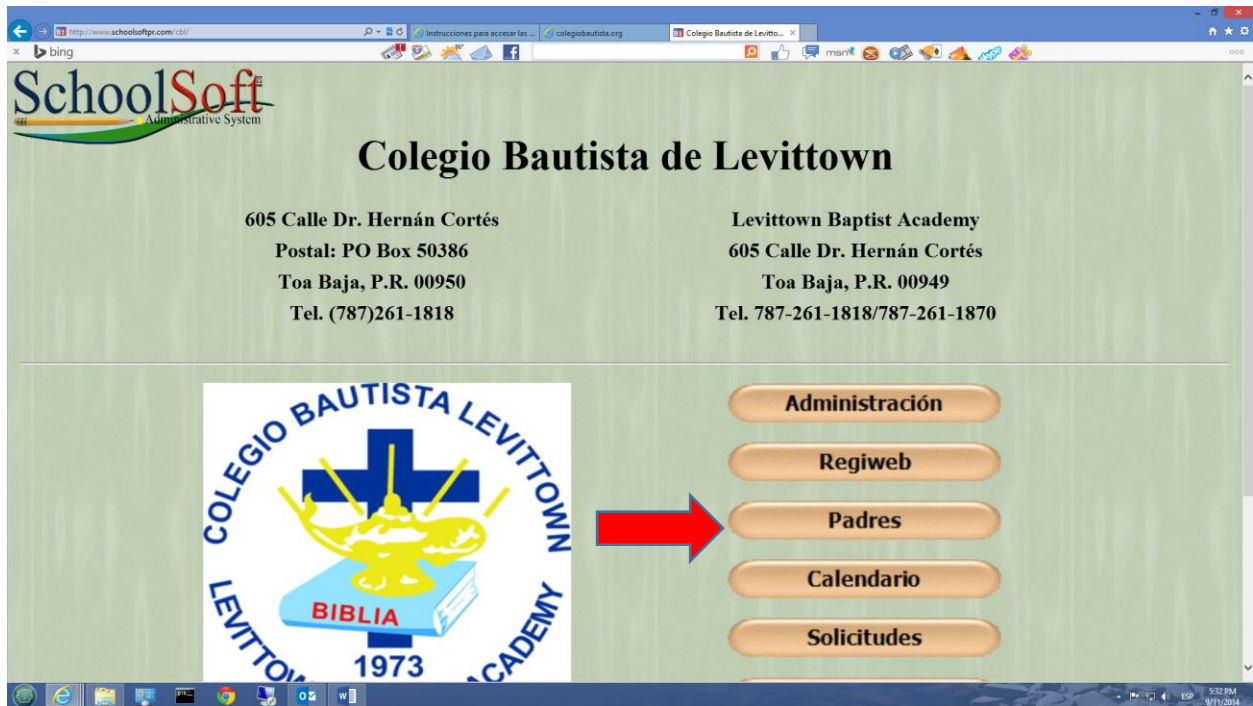 http://www.schoolsoftpr.com/cbl/
Instrucciones para accesar las ...
colegiobautista.org
Colegio Bautista de Levitto...
bing
msn
SchoolSoft
Administrative System
Colegio Bautista de Levittown
605 Calle Dr. Hernán Cortés
Postal: PO Box 50386
Toa Baja, P.R. 00950
Tel. (787)261-1818
Levittown Baptist Academy
605 Calle Dr. Hernán Cortés
Toa Baja, P.R. 00949
Tel. 787-261-1818/787-261-1870
COLEGIO BAUTISTA LEVITTOWN
BIBLIA
1973
LEVITTOWN ACADEMY
Administración
Regiweb
Padres
Calendario
Solicitudes
ESP
5:32 PM
9/11/2014